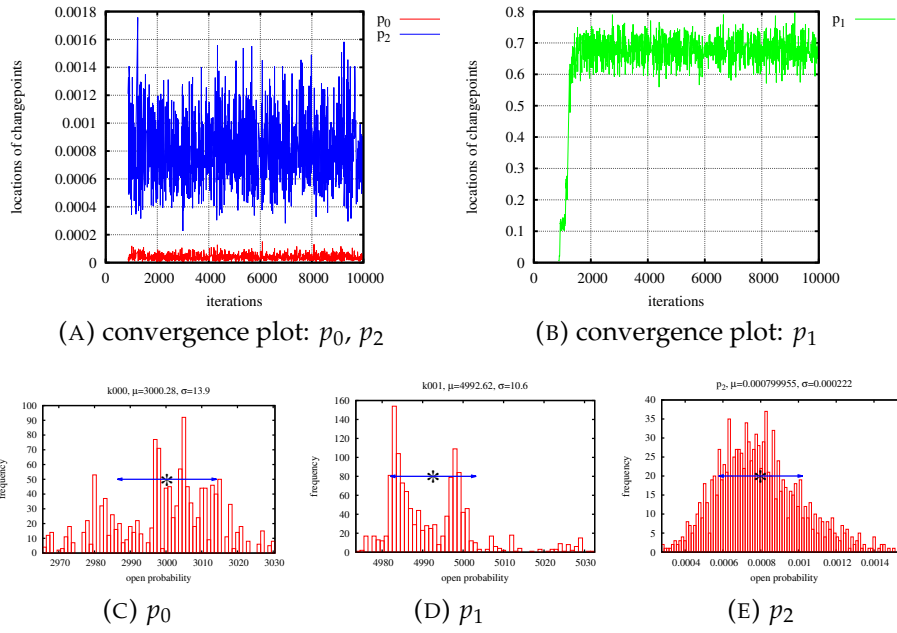 p0
p2
0.0018
0.0016
0.0014
0.0012
0.001
0.0008
0.0006
0.0004
0.0002
0
locations of changepoints
0 2000 4000 6000 8000 10000
iterations
(A) convergence plot: p0, p2
p1
0.8
0.7
0.6
0.5
0.4
0.3
0.2
0.1
0
locations of changepoints
0 2000 4000 6000 8000 10000
iterations
(B) convergence plot: p1
k000, μ=3000.28, σ=13.9
100
90
80
70
60
50
40
30
20
10
0
frequency
2970 2980 2990 3000 3010 3020 3030
open probability
(C) p0
k001, μ=4992.62, σ=10.6
160
140
120
100
80
60
40
20
0
frequency
4980 4990 5000 5010 5020 5030
open probability
(D) p1
p2, μ=0.000799955, σ=0.000222
40
35
30
25
20
15
10
5
0
frequency
0.0004 0.0006 0.0008 0.001 0.0012 0.0014
open probability
(E) p2